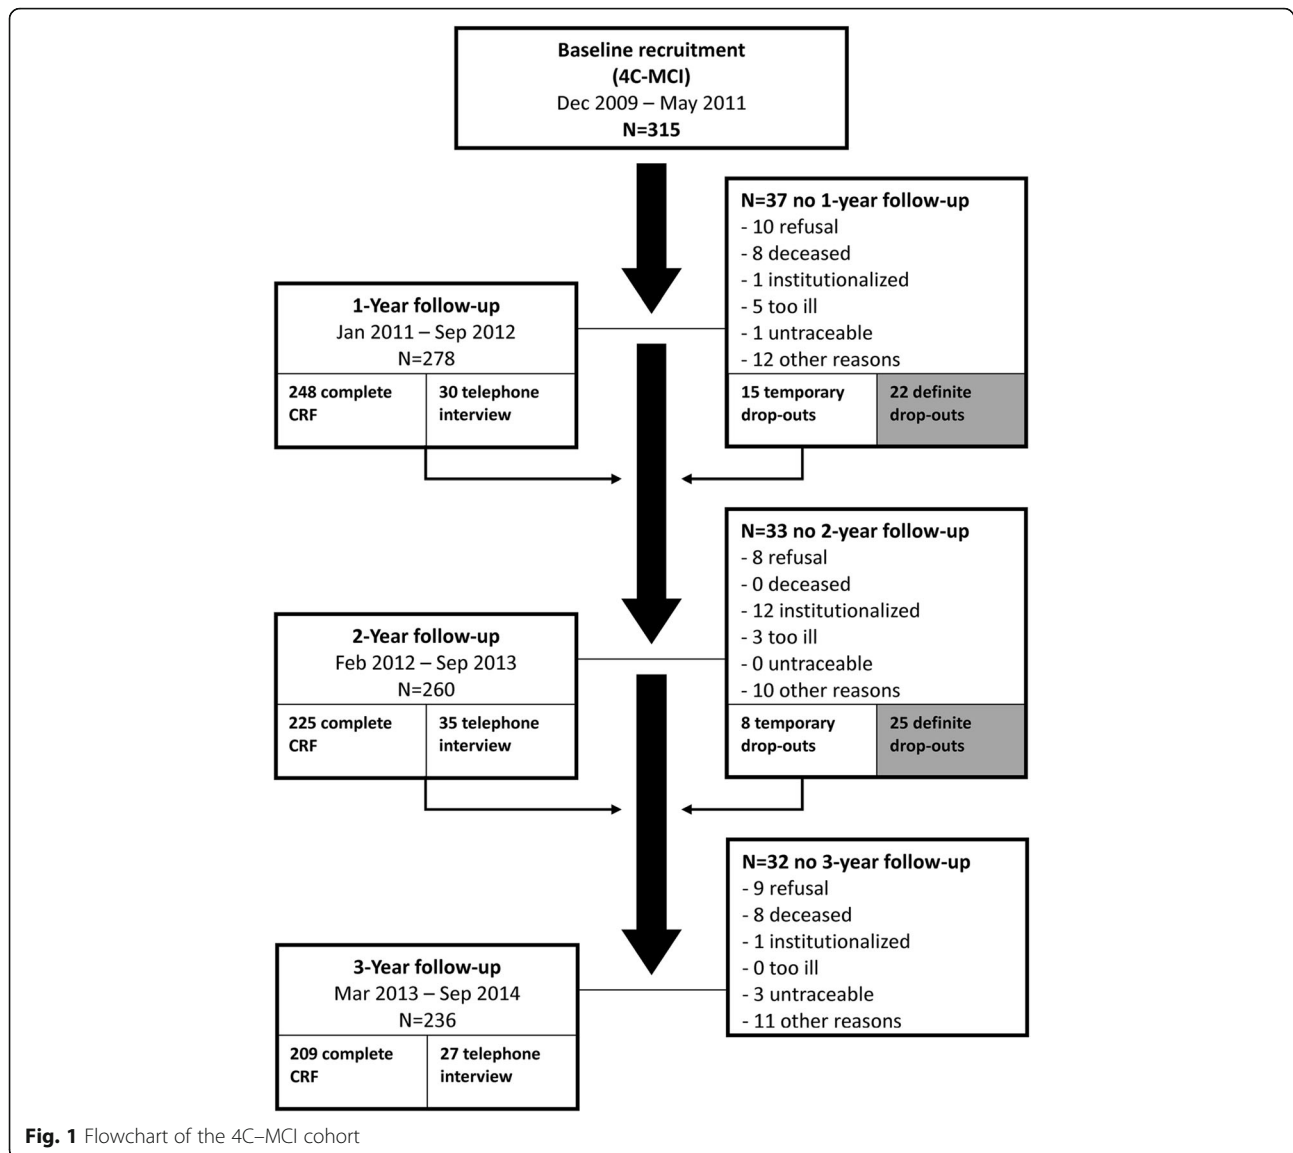 Baseline recruitment
(4C-MCI)
Dec 2009 – May 2011
N=315
N=37 no 1-year follow-up
- 10 refusal
- 8 deceased
- 1 institutionalized
- 5 too ill
- 1 untraceable
- 12 other reasons
15 temporary
drop-outs
22 definite
drop-outs
1-Year follow-up
Jan 2011 – Sep 2012
N=278
248 complete
CRF
30 telephone
interview
N=33 no 2-year follow-up
- 8 refusal
- 0 deceased
- 12 institutionalized
- 3 too ill
- 0 untraceable
- 10 other reasons
8 temporary
drop-outs
25 definite
drop-outs
2-Year follow-up
Feb 2012 – Sep 2013
N=260
225 complete
CRF
35 telephone
interview
N=32 no 3-year follow-up
- 9 refusal
- 8 deceased
- 1 institutionalized
- 0 too ill
- 3 untraceable
- 11 other reasons
3-Year follow-up
Mar 2013 – Sep 2014
N=236
209 complete
CRF
27 telephone
interview
Fig. 1 Flowchart of the 4C–MCI cohort